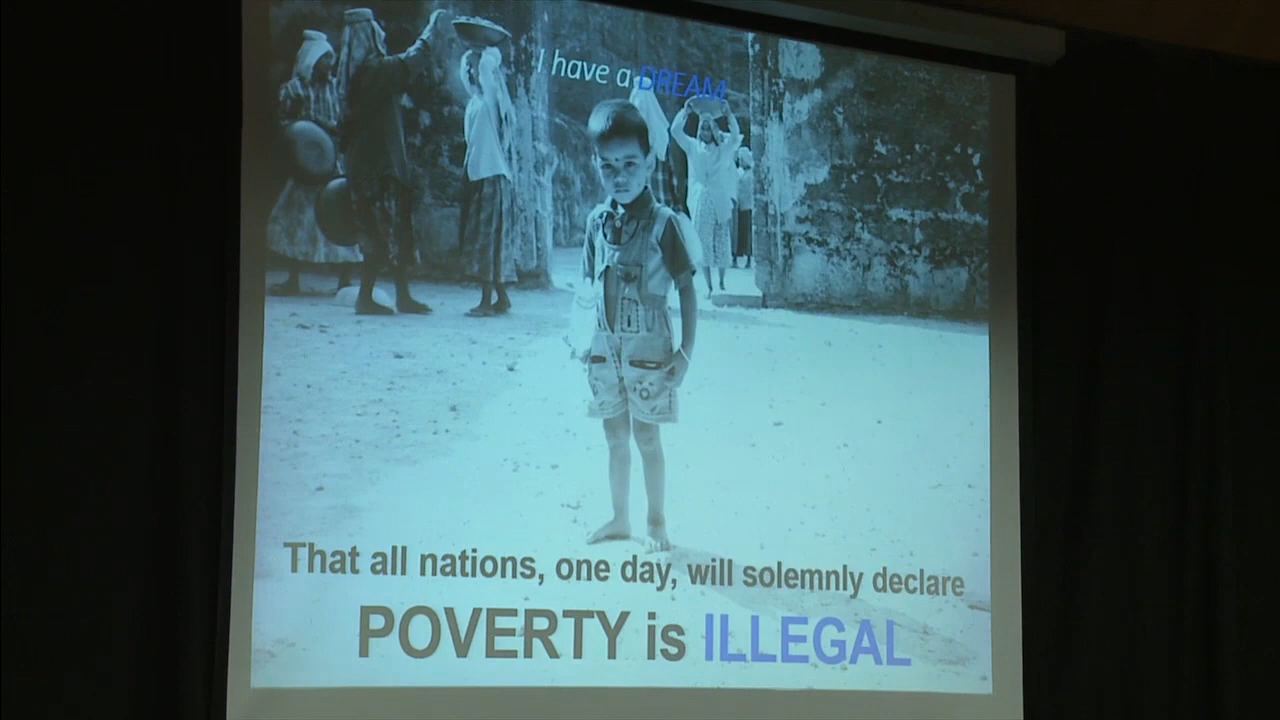 I have a DREAM
That all nations, one day, will solemnly declare
POVERTY is ILLEGAL